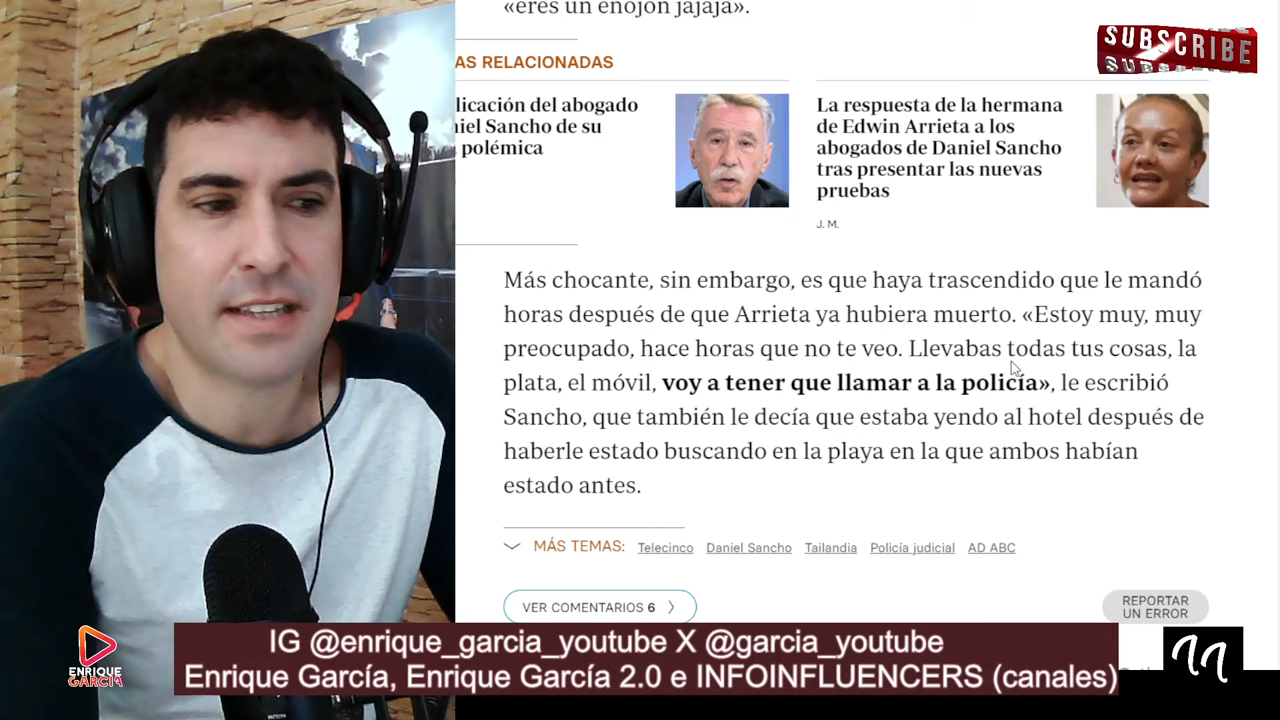 «eres un enojón jajaja».
SUBSCRIBE
AS RELACIONADAS
licación del abogado
niel Sancho de su
polémica
La respuesta de la hermana
de Edwin Arrieta a los
abogados de Daniel Sancho
tras presentar las nuevas
pruebas
J. M.
Más chocante, sin embargo, es que haya trascendido que le mandó
horas después de que Arrieta ya hubiera muerto. «Estoy muy, muy
preocupado, hace horas que no te veo. Llevabas todas tus cosas, la
plata, el móvil, voy a tener que llamar a la policía», le escribió
Sancho, que también le decía que estaba yendo al hotel después de
haberle estado buscando en la playa en la que ambos habían
estado antes.
MÁS TEMAS: Telecinco Daniel Sancho Tailandia Policía judicial AD ABC
VER COMENTARIOS 6
REPORTAR
UN ERROR
IG @enrique_garcia_youtube X @garcia_youtube
Enrique García, Enrique García 2.0 e INFOINFLUENCERS (canales)
ENRIQUE
GARCÍA